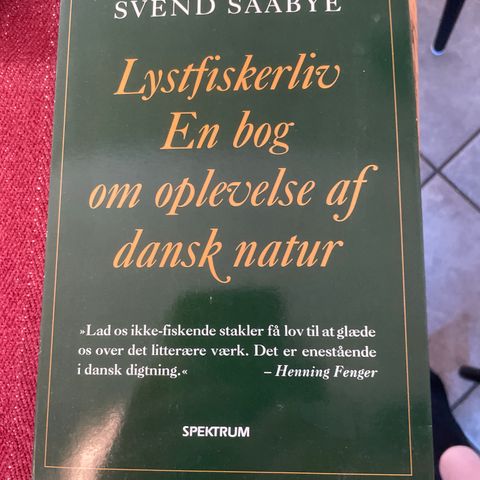 SVEND SAABYE
Lystfiskerliv
En bog
om oplevelse af
dansk natur
»Lad os ikke-fiskende stakler få lov til at glæde
os over det litterære værk. Det er enestående
i dansk digtning.« – Henning Fenger
SPEKTRUM